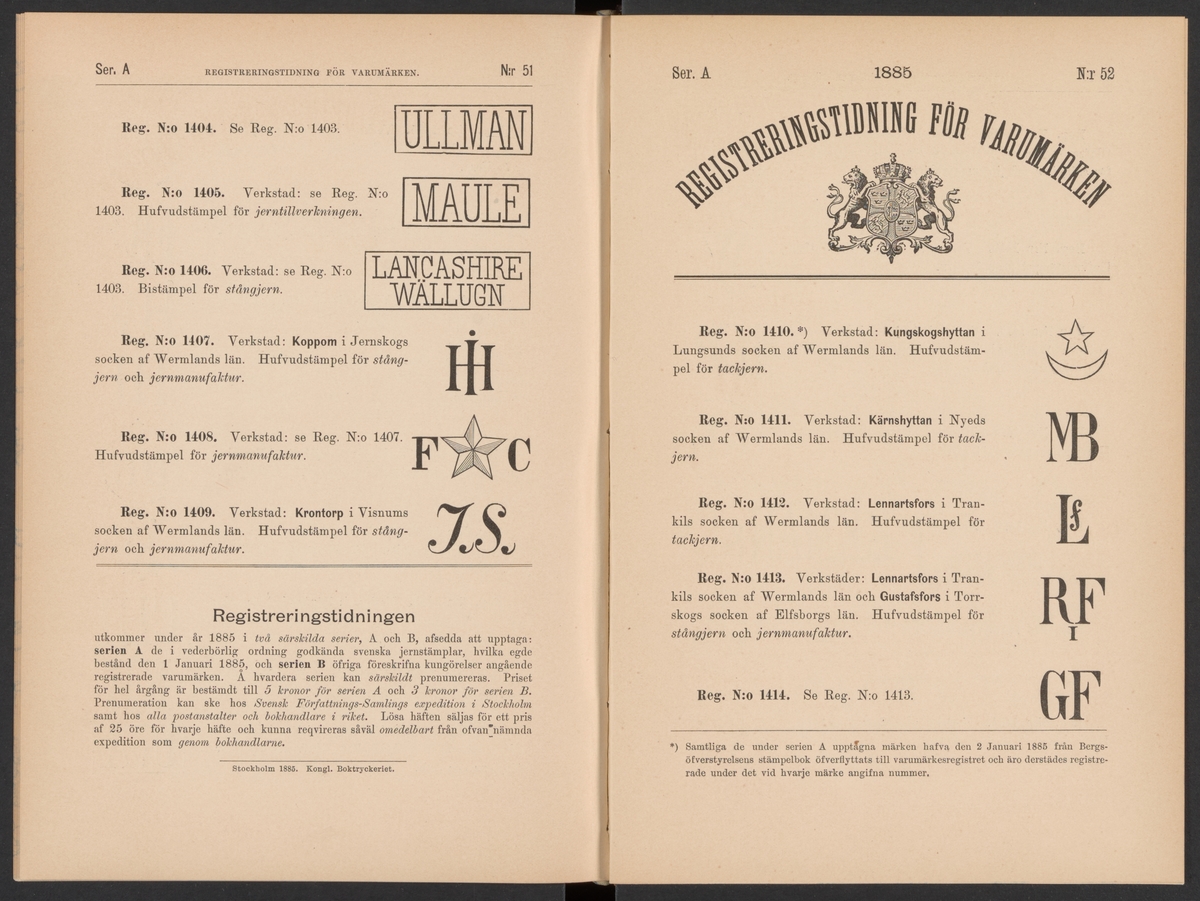 Ser. A REGISTRERINGSTIDNING FÖR VARUMÄRKEN. N:r 51
Reg. N:o 1404. Se Reg. N:o 1403.
ULLMAN
Reg. N:o 1405. Verkstad: se Reg. N:o
1403. Hufvudstämpel för jerntillverkningen.
MAULE
Reg. N:o 1406. Verkstad: se Reg. N:o
1403. Bistämpel för stångjern.
LANCASHIRE
WÄLLUGN
Reg. N:o 1407. Verkstad: Koppom i Jernskogs
socken af Wermlands län. Hufvudstämpel för stång-
jern och jernmanufaktur.
Reg. N:o 1408. Verkstad: se Reg. N:o 1407.
Hufvudstämpel för jernmanufaktur.
F C
Reg. N:o 1409. Verkstad: Krontorp i Visnums
socken af Wermlands län. Hufvudstämpel för stång-
jern och jernmanufaktur.
J.S.
Registreringstidningen
utkommer under år 1885 i två särskilda serier, A och B, afsedda att upptaga:
serien A de i vederbörlig ordning godkända svenska jernstämplar, hvilka egde
bestånd den 1 Januari 1885, och serien B öfriga föreskrifna kungörelser angående
registrerade varumärken. Å hvardera serien kan särskildt prenumereras. Priset
för hel årgång är bestämdt till 5 kronor för serien A och 3 kronor för serien B.
Prenumeration kan ske hos Svensk Författnings-Samlings expedition i Stockholm
samt hos alla postanstalter och bokhandlare i riket. Lösa häften säljas för ett pris
af 25 öre för hvarje häfte och kunna reqvireras såväl omedelbart från ofvannämnda
expedition som genom bokhandlarne.
Stockholm 1885. Kongl. Boktryckeriet.
Ser. A 1885 N:r 52
REGISTRERINGSTIDNING FÖR VARUMÄRKEN
Reg. N:o 1410. *) Verkstad: Kungskogshyttan i
Lungsunds socken af Wermlands län. Hufvudstäm-
pel för tackjern.
Reg. N:o 1411. Verkstad: Kärnshyttan i Nyeds
socken af Wermlands län. Hufvudstämpel för tack-
jern.
MB
Reg. N:o 1412. Verkstad: Lennartsfors i Tran-
kils socken af Wermlands län. Hufvudstämpel för
tackjern.
Lf
Reg. N:o 1413. Verkstäder: Lennartsfors i Tran-
kils socken af Wermlands län och Gustafsfors i Torr-
skogs socken af Elfsborgs län. Hufvudstämpel för
stångjern och jernmanufaktur.
RF
I
Reg. N:o 1414. Se Reg. N:o 1413.
GF
*) Samtliga de under serien A upptagna märken hafva den 2 Januari 1885 från Bergs-
öfverstyrelsens stämpelbok öfverflyttats till varumärkesregistret och äro derstädes registre-
rade under det vid hvarje märke angifna nummer.